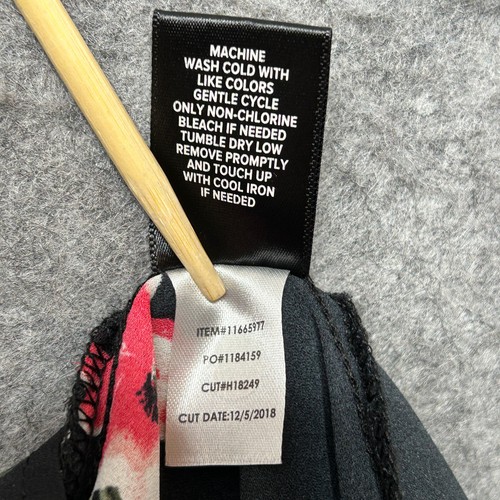 MACHINE
WASH COLD WITH
LIKE COLORS
GENTLE CYCLE
ONLY NON-CHLORINE
BLEACH IF NEEDED
TUMBLE DRY LOW
REMOVE PROMPTLY
AND TOUCH UP
WITH COOL IRON
IF NEEDED
ITEM#11665977
PO#1184159
CUT#H18249
CUT DATE:12/5/2018